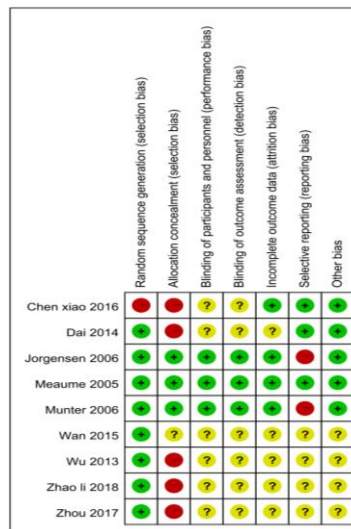 Random sequence generation (selection bias)
Allocation concealment (selection bias)
Blinding of participants and personnel (performance bias)
Blinding of outcome assessment (detection bias)
Incomplete outcome data (attrition bias)
Selective reporting (reporting bias)
Other bias
Chen xiao 2016 - - ? ? + + +
Dai 2014 + - ? ? ? + +
Jorgensen 2006 + + + + + - +
Meaume 2005 + + + + + + +
Munter 2006 + + + + + - +
Wan 2015 + ? ? ? ? ? ?
Wu 2013 + - ? ? ? ? ?
Zhao li 2018 + - ? ? ? ? ?
Zhou 2017 + - ? ? ? ? ?